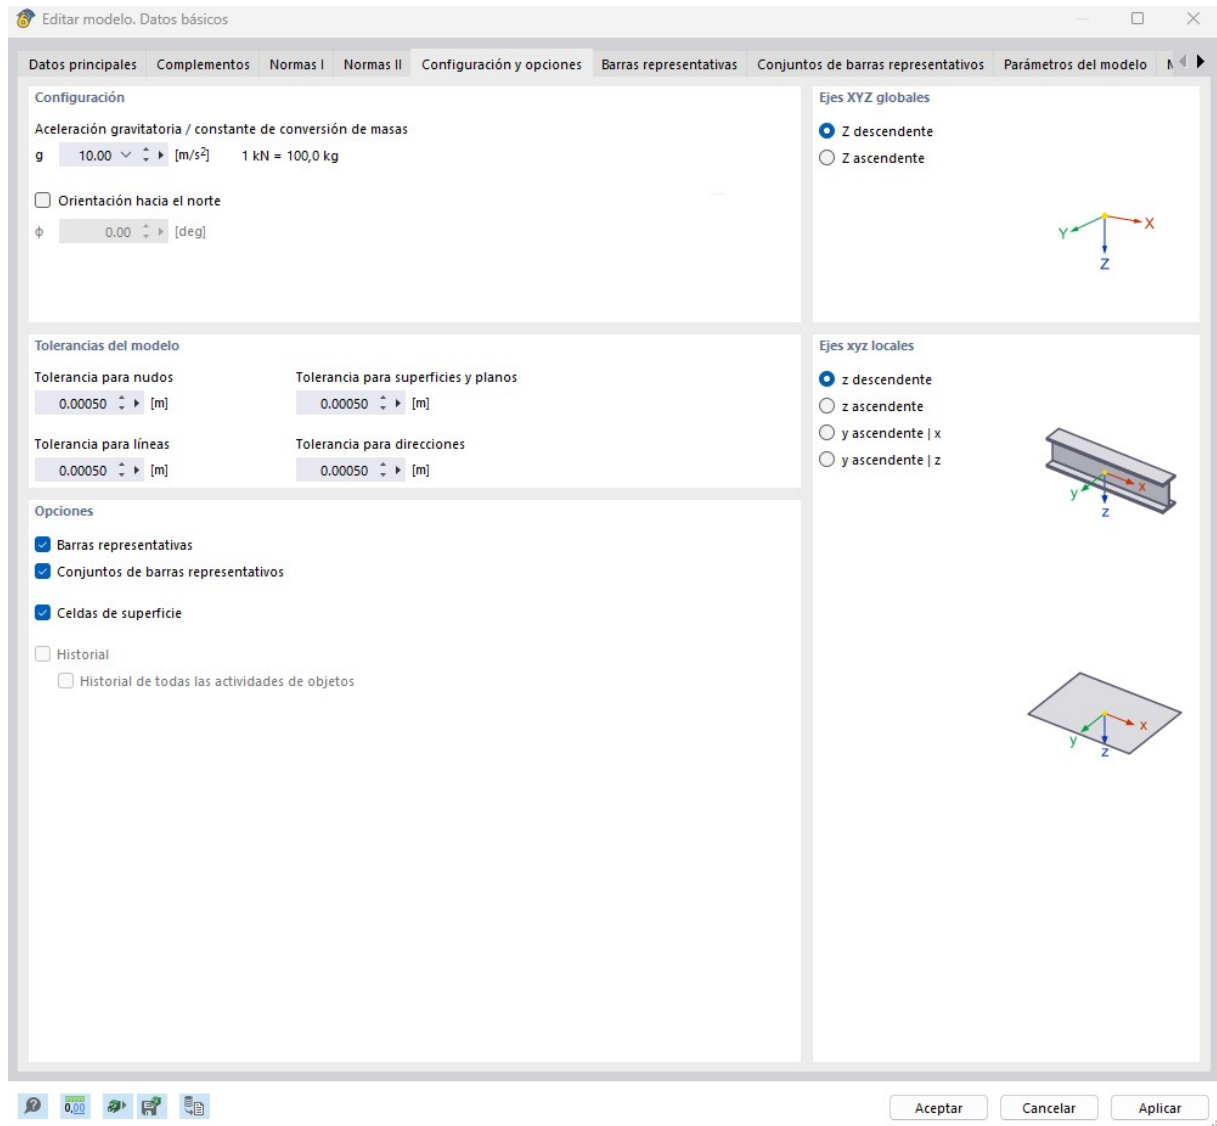 Editar modelo. Datos básicos
Datos principales Complementos Normas I Normas II Configuración y opciones Barras representativas Conjuntos de barras representativos Parámetros del modelo
Configuración
Aceleración gravitatoria / constante de conversión de masas
g 10.00 [m/s²] 1 kN = 100,0 kg
Orientación hacia el norte
ϕ 0.00 [deg]
Ejes XYZ globales
Z descendente
Z ascendente
Y X
Z
Tolerancias del modelo
Tolerancia para nudos Tolerancia para superficies y planos
0.00050 [m] 0.00050 [m]
Tolerancia para líneas Tolerancia para direcciones
0.00050 [m] 0.00050 [m]
Ejes xyz locales
z descendente
z ascendente
y ascendente | x
y ascendente | z
y x
z
y x
z
Opciones
Barras representativas
Conjuntos de barras representativos
Celdas de superficie
Historial
Historial de todas las actividades de objetos
0,00
Aceptar Cancelar Aplicar